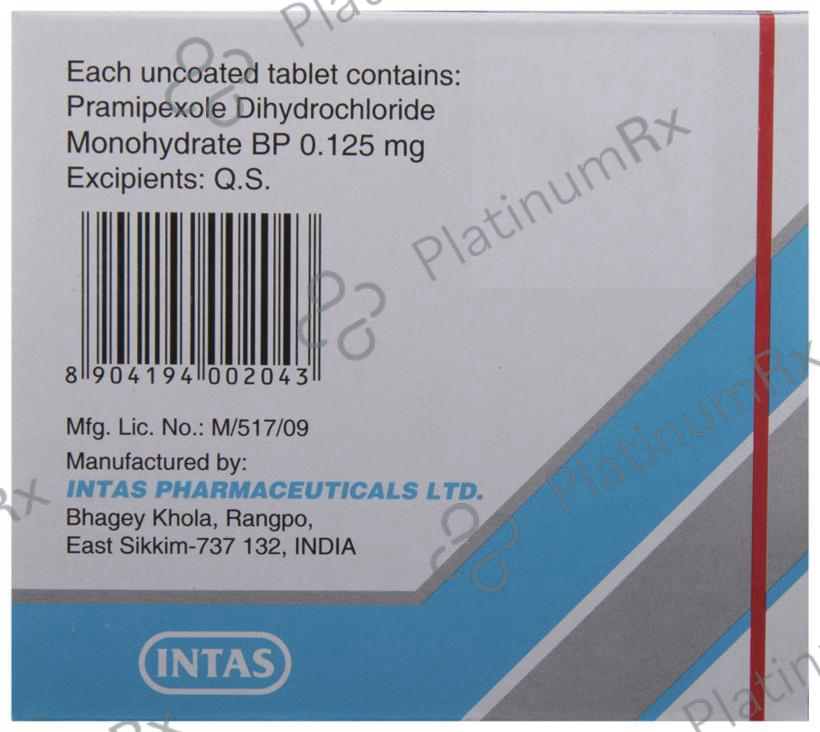 Each uncoated tablet contains:
Pramipexole Dihydrochloride
Monohydrate BP 0.125 mg
Excipients: Q.S.
8 904194 002043
Mfg. Lic. No.: M/517/09
Manufactured by:
INTAS PHARMACEUTICALS LTD.
Bhagey Khola, Rangpo,
East Sikkim-737 132, INDIA
INTAS
PlatinumRx
PlatinumRx